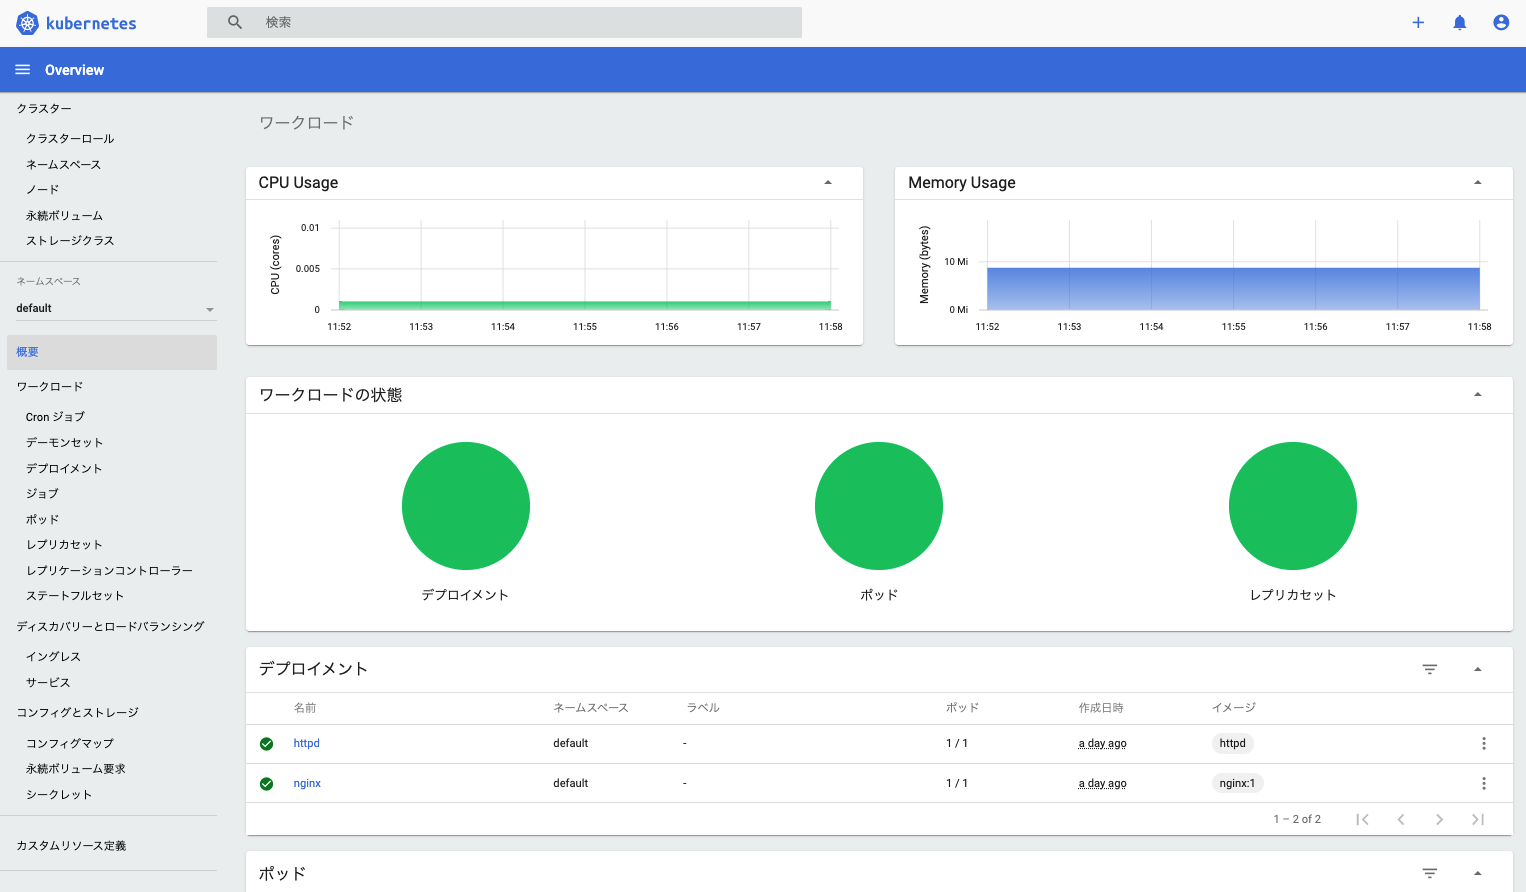 kubernetes
検索
Overview
クラスター
クラスターロール
ネームスペース
ノード
永続ボリューム
ストレージクラス
ネームスペース
default
概要
ワークロード
Cron ジョブ
デーモンセット
デプロイメント
ジョブ
ポッド
レプリカセット
レプリケーションコントローラー
ステートフルセット
ディスカバリーとロードバランシング
イングレス
サービス
コンフィグとストレージ
コンフィグマップ
永続ボリューム要求
シークレット
カスタムリソース定義
ワークロード
CPU Usage
CPU (cores)
0.01
0.005
0
11:52 11:53 11:54 11:55 11:56 11:57 11:58
Memory Usage
Memory (bytes)
10 Mi
0 Mi
11:52 11:53 11:54 11:55 11:56 11:57 11:58
ワークロードの状態
デプロイメント ポッド レプリカセット
デプロイメント
名前 ネームスペース ラベル ポッド 作成日時 イメージ
httpd default - 1 / 1 a day ago httpd
nginx default - 1 / 1 a day ago nginx:1
1 – 2 of 2
ポッド